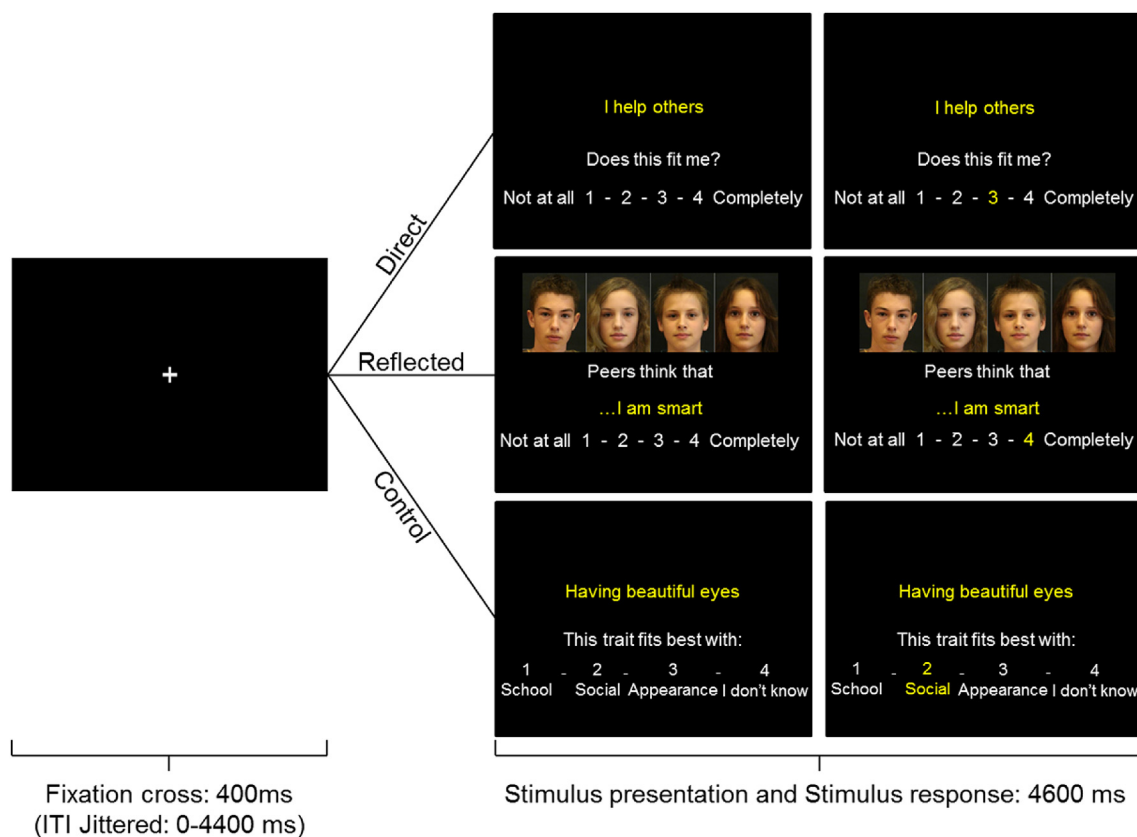 I help others
Does this fit me?
Not at all 1 - 2 - 3 - 4 Completely
I help others
Does this fit me?
Not at all 1 - 2 - 3 - 4 Completely
Direct
Reflected
Control
+
Peers think that
...I am smart
Not at all 1 - 2 - 3 - 4 Completely
Peers think that
...I am smart
Not at all 1 - 2 - 3 - 4 Completely
Having beautiful eyes
This trait fits best with:
1 - 2 - 3 - 4
School Social Appearance I don't know
Having beautiful eyes
This trait fits best with:
1 - 2 - 3 - 4
School Social Appearance I don't know
Fixation cross: 400ms
(ITI Jittered: 0-4400 ms)
Stimulus presentation and Stimulus response: 4600 ms